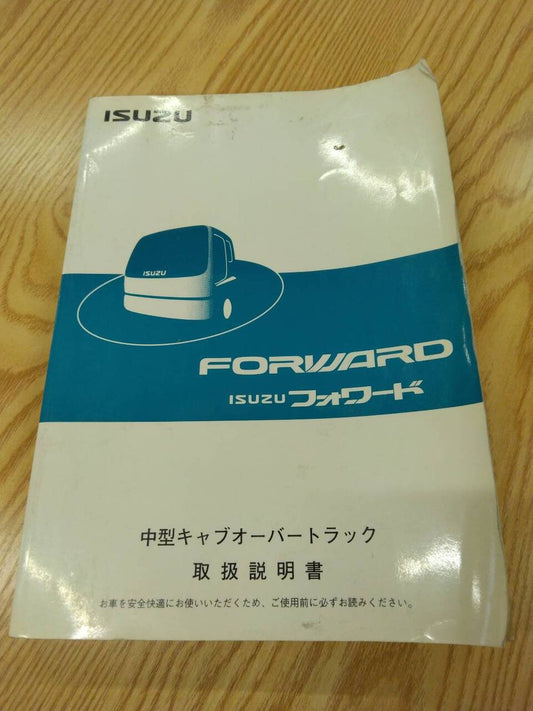 ISUZU
ISUZU
FORWARD
ISUZU フォワード
中型キャブオーバートラック
取扱説明書
お車を安全快適にお使いいただくため、ご使用前に必ずお読みください。